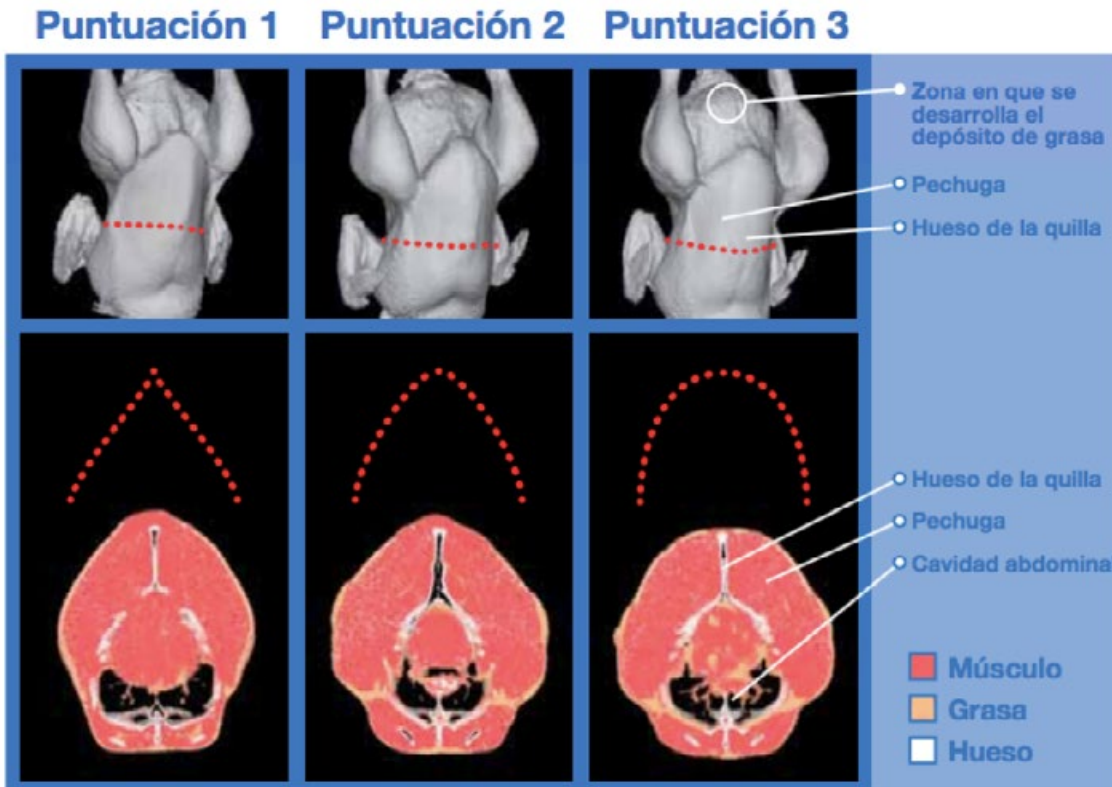 Puntuación 1
Puntuación 2
Puntuación 3
Zona en que se
desarrolla el
depósito de grasa
Pechuga
Hueso de la quilla
Hueso de la quilla
Pechuga
Cavidad abdomina
Músculo
Grasa
Hueso